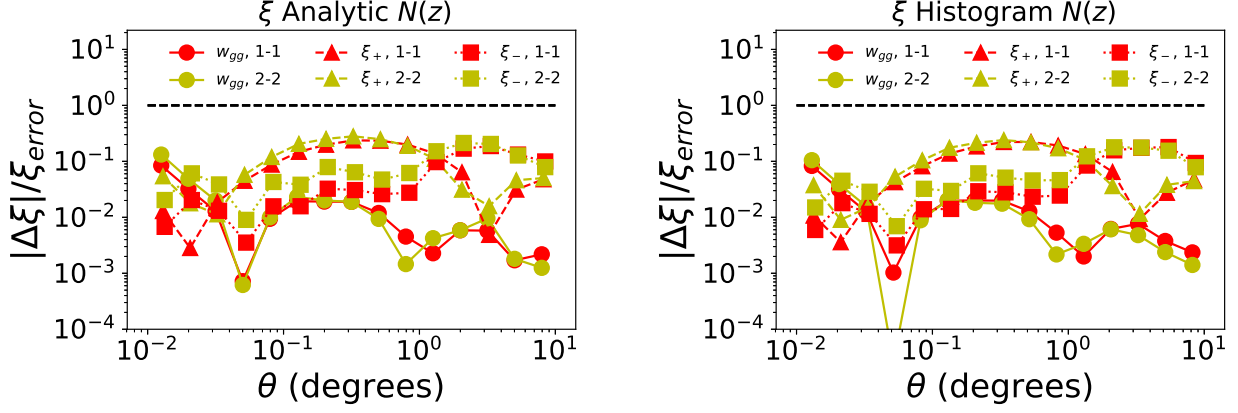 ξ Analytic N(z)
|Δξ|/ξ_error
10^1
10^0
10^-1
10^-2
10^-3
10^-4
w_gg, 1-1
w_gg, 2-2
ξ_+, 1-1
ξ_+, 2-2
ξ_-, 1-1
ξ_-, 2-2
10^-2
10^-1
10^0
10^1
θ (degrees)
ξ Histogram N(z)
|Δξ|/ξ_error
10^1
10^0
10^-1
10^-2
10^-3
10^-4
w_gg, 1-1
w_gg, 2-2
ξ_+, 1-1
ξ_+, 2-2
ξ_-, 1-1
ξ_-, 2-2
10^-2
10^-1
10^0
10^1
θ (degrees)